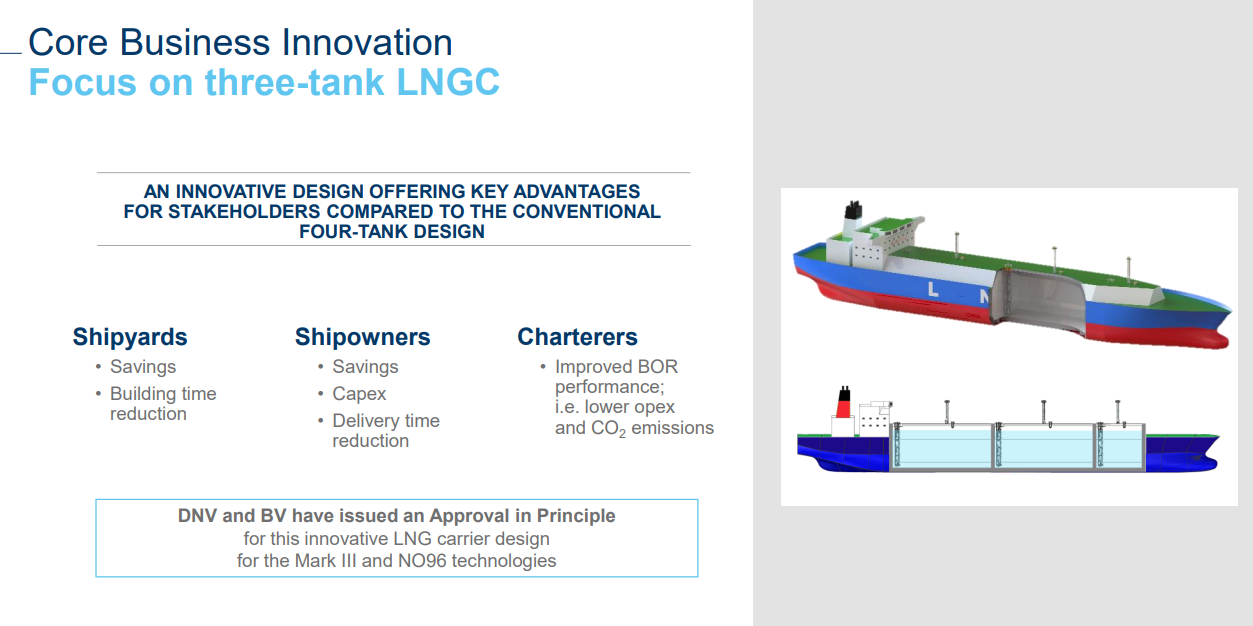 Core Business Innovation
Focus on three-tank LNGC
AN INNOVATIVE DESIGN OFFERING KEY ADVANTAGES
FOR STAKEHOLDERS COMPARED TO THE CONVENTIONAL
FOUR-TANK DESIGN
Shipyards
• Savings
• Building time
reduction
Shipowners
• Savings
• Capex
• Delivery time
reduction
Charterers
• Improved BOR
performance;
i.e. lower opex
and CO2 emissions
DNV and BV have issued an Approval in Principle
for this innovative LNG carrier design
for the Mark III and NO96 technologies
L N